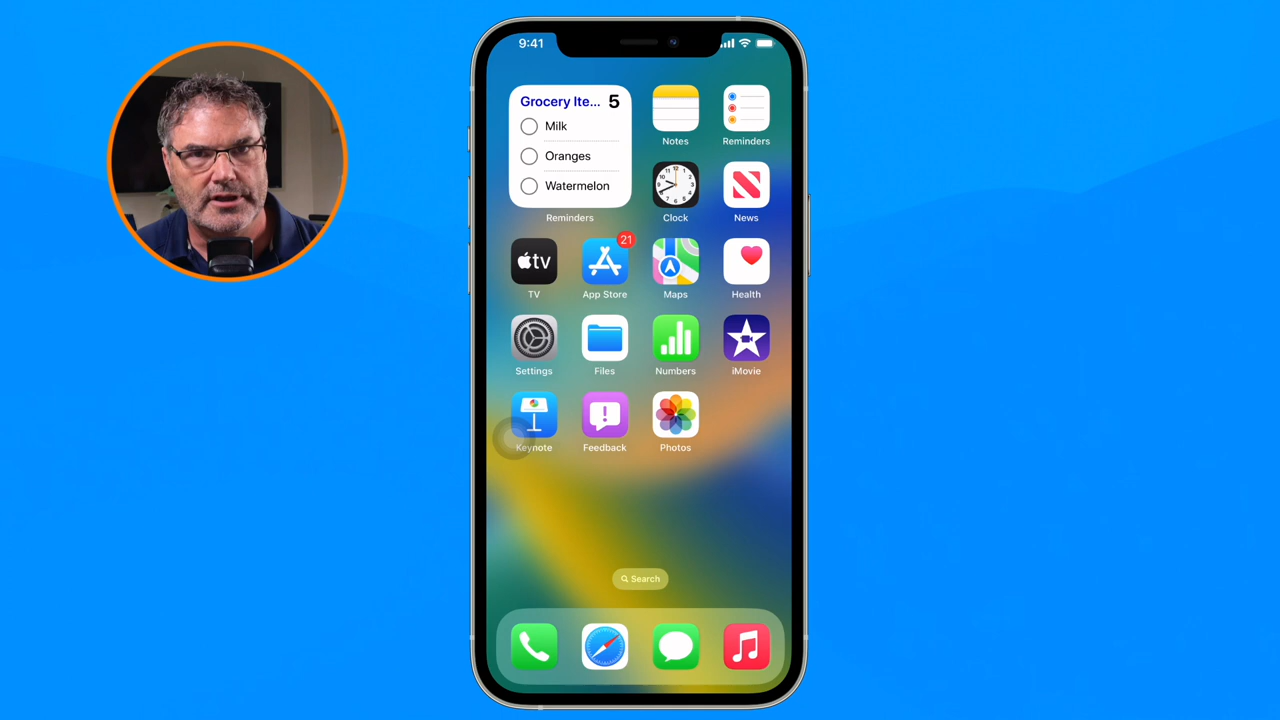 9:41
Grocery Ite... 5
Milk
Oranges
Watermelon
Reminders
Notes
Reminders
Clock
News
tv
21
TV
App Store
Maps
Health
Settings
Files
Numbers
iMovie
Keynote
Feedback
Photos
Search